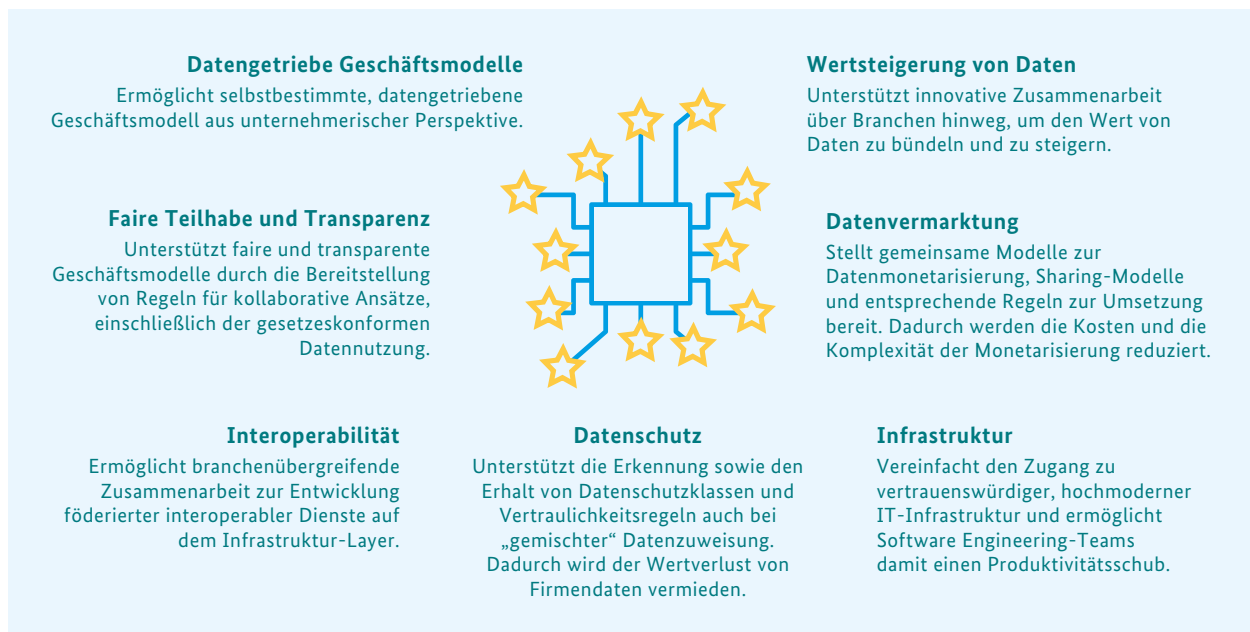 Datengetriebe Geschäftsmodelle
Ermöglicht selbstbestimmte, datengetriebene
Geschäftsmodell aus unternehmerischer Perspektive.
Wertsteigerung von Daten
Unterstützt innovative Zusammenarbeit
über Branchen hinweg, um den Wert von
Daten zu bündeln und zu steigern.
Faire Teilhabe und Transparenz
Unterstützt faire und transparente
Geschäftsmodelle durch die Bereitstellung
von Regeln für kollaborative Ansätze,
einschließlich der gesetzeskonformen
Datennutzung.
Datenvermarktung
Stellt gemeinsame Modelle zur
Datenmonetarisierung, Sharing-Modelle
und entsprechende Regeln zur Umsetzung
bereit. Dadurch werden die Kosten und die
Komplexität der Monetarisierung reduziert.
Interoperabilität
Ermöglicht branchenübergreifende
Zusammenarbeit zur Entwicklung
föderierter interoperabler Dienste auf
dem Infrastruktur-Layer.
Datenschutz
Unterstützt die Erkennung sowie den
Erhalt von Datenschutzklassen und
Vertraulichkeitsregeln auch bei
„gemischter“ Datenzuweisung.
Dadurch wird der Wertverlust von
Firmendaten vermieden.
Infrastruktur
Vereinfacht den Zugang zu
vertrauenswürdiger, hochmoderner
IT-Infrastruktur und ermöglicht
Software Engineering-Teams
damit einen Produktivitätsschub.